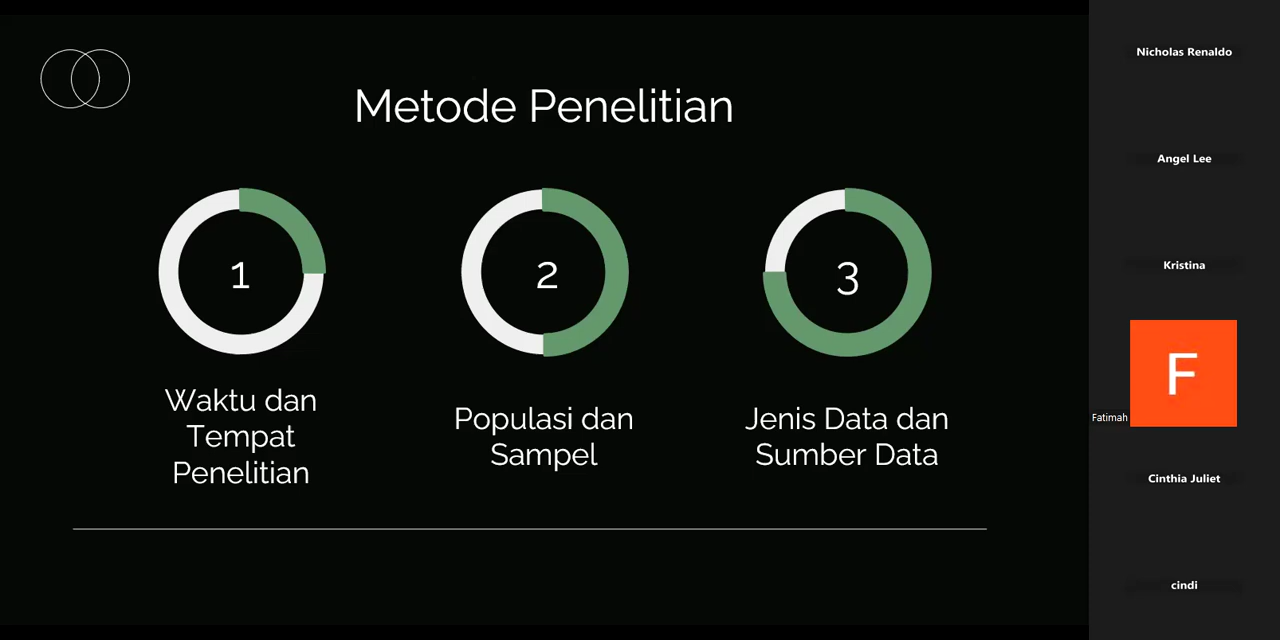 Metode Penelitian
1
2
3
Waktu dan
Tempat
Penelitian
Populasi dan
Sampel
Jenis Data dan
Sumber Data
Nicholas Renaldo
Angel Lee
Kristina
F
Fatimah
Cinthia Juliet
cindi